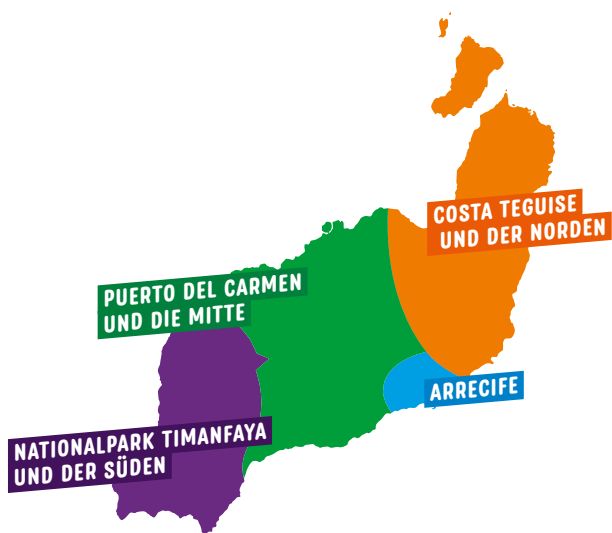 COSTA TEGUISE
UND DER NORDEN
PUERTO DEL CARMEN
UND DIE MITTE
ARRECIFE
NATIONALPARK TIMANFAYA
UND DER SÜDEN